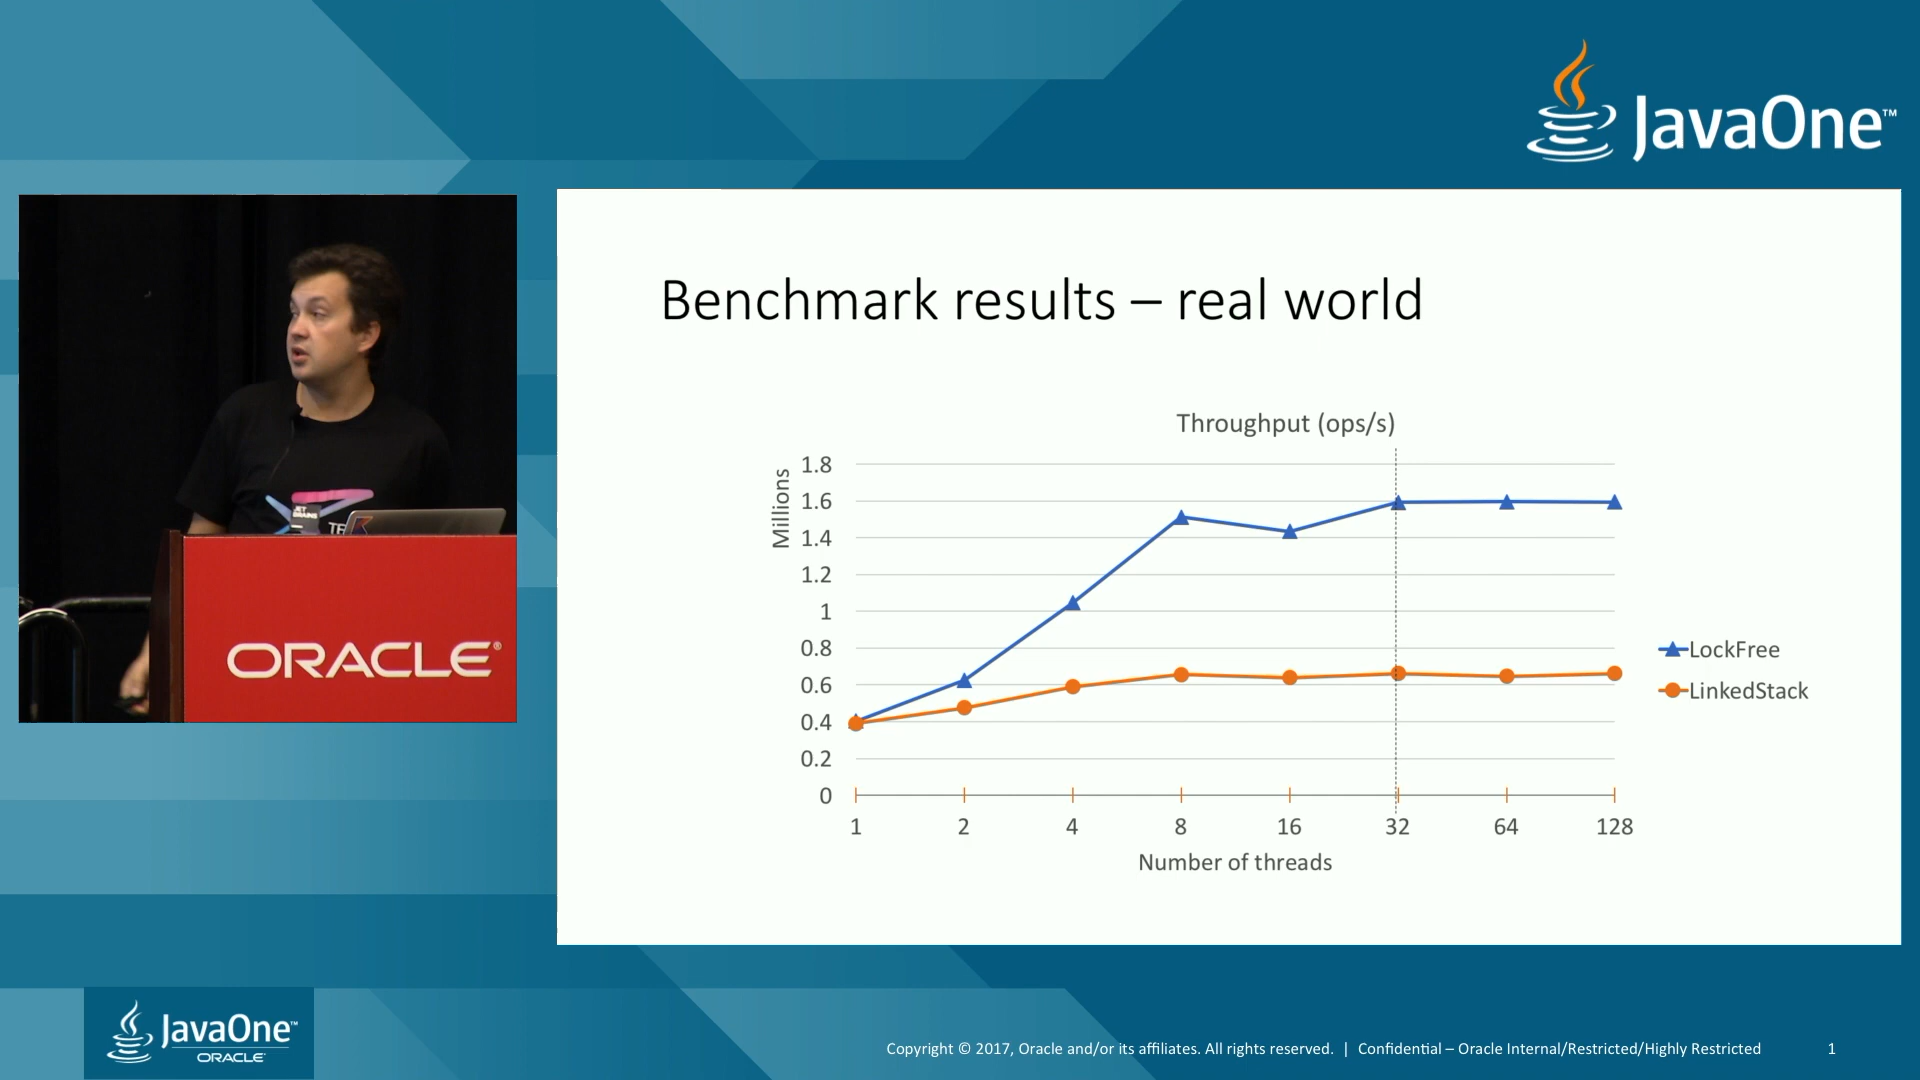 JavaOne™
Benchmark results – real world
Throughput (ops/s)
Millions
1.8
1.6
1.4
1.2
1
0.8
0.6
0.4
0.2
0
1 2 4 8 16 32 64 128
Number of threads
LockFree
LinkedStack
JET
BRAINS
ORACLE®
JavaOne™
ORACLE®
Copyright © 2017, Oracle and/or its affiliates. All rights reserved. | Confidential – Oracle Internal/Restricted/Highly Restricted 1